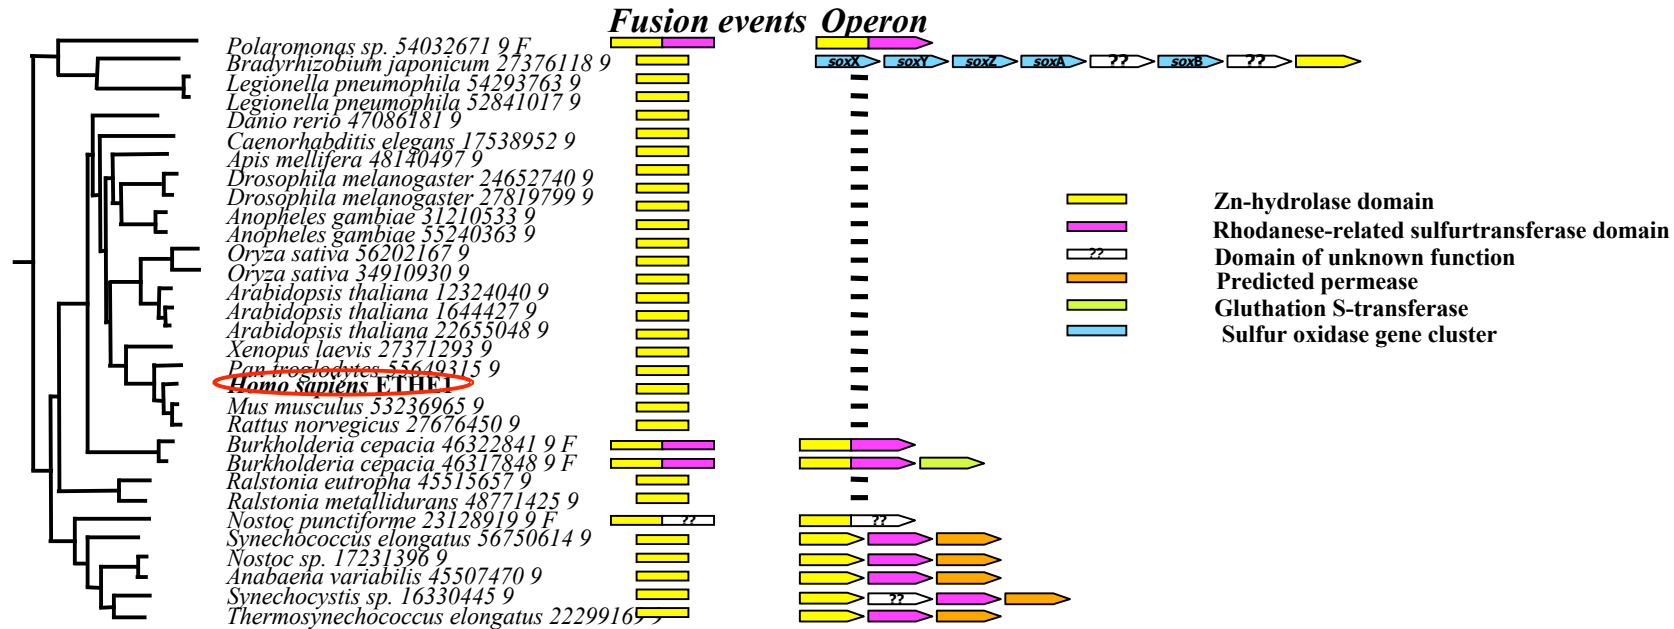 Fusion events Operon
Polaromonas sp. 54032671 9 F
Bradyrhizobium japonicum 27376118 9
soxX soxY soxZ soxA ?? soxB ??
Legionella pneumophila 54293763 9
Legionella pneumophila 52841017 9
Danio rerio 47086181 9
Caenorhabditis elegans 17538952 9
Apis mellifera 48140497 9
Drosophila melanogaster 24652740 9
Drosophila melanogaster 27819799 9
Anopheles gambiae 31210533 9
Anopheles gambiae 55240363 9
Oryza sativa 56202167 9
Oryza sativa 34910930 9
Arabidopsis thaliana 12324040 9
Arabidopsis thaliana 1644427 9
Arabidopsis thaliana 22655048 9
Xenopus laevis 27371293 9
Pan troglodytes 55649315 9
Homo sapiens ETHE1
Mus musculus 53236965 9
Rattus norvegicus 27676450 9
Burkholderia cepacia 46322841 9 F
Burkholderia cepacia 46317848 9 F
Ralstonia eutropha 45515657 9
Ralstonia metallidurans 48771425 9
Nostoc punctiforme 23128919 9 F
?? ??
Synechococcus elongatus 56750614 9
Nostoc sp. 17231396 9
Anabaena variabilis 45507470 9
Synechocystis sp. 16330445 9
??
Thermosynechococcus elongatus 22299169 9
Zn-hydrolase domain
Rhodanese-related sulfurtransferase domain
?? Domain of unknown function
Predicted permease
Gluthation S-transferase
Sulfur oxidase gene cluster